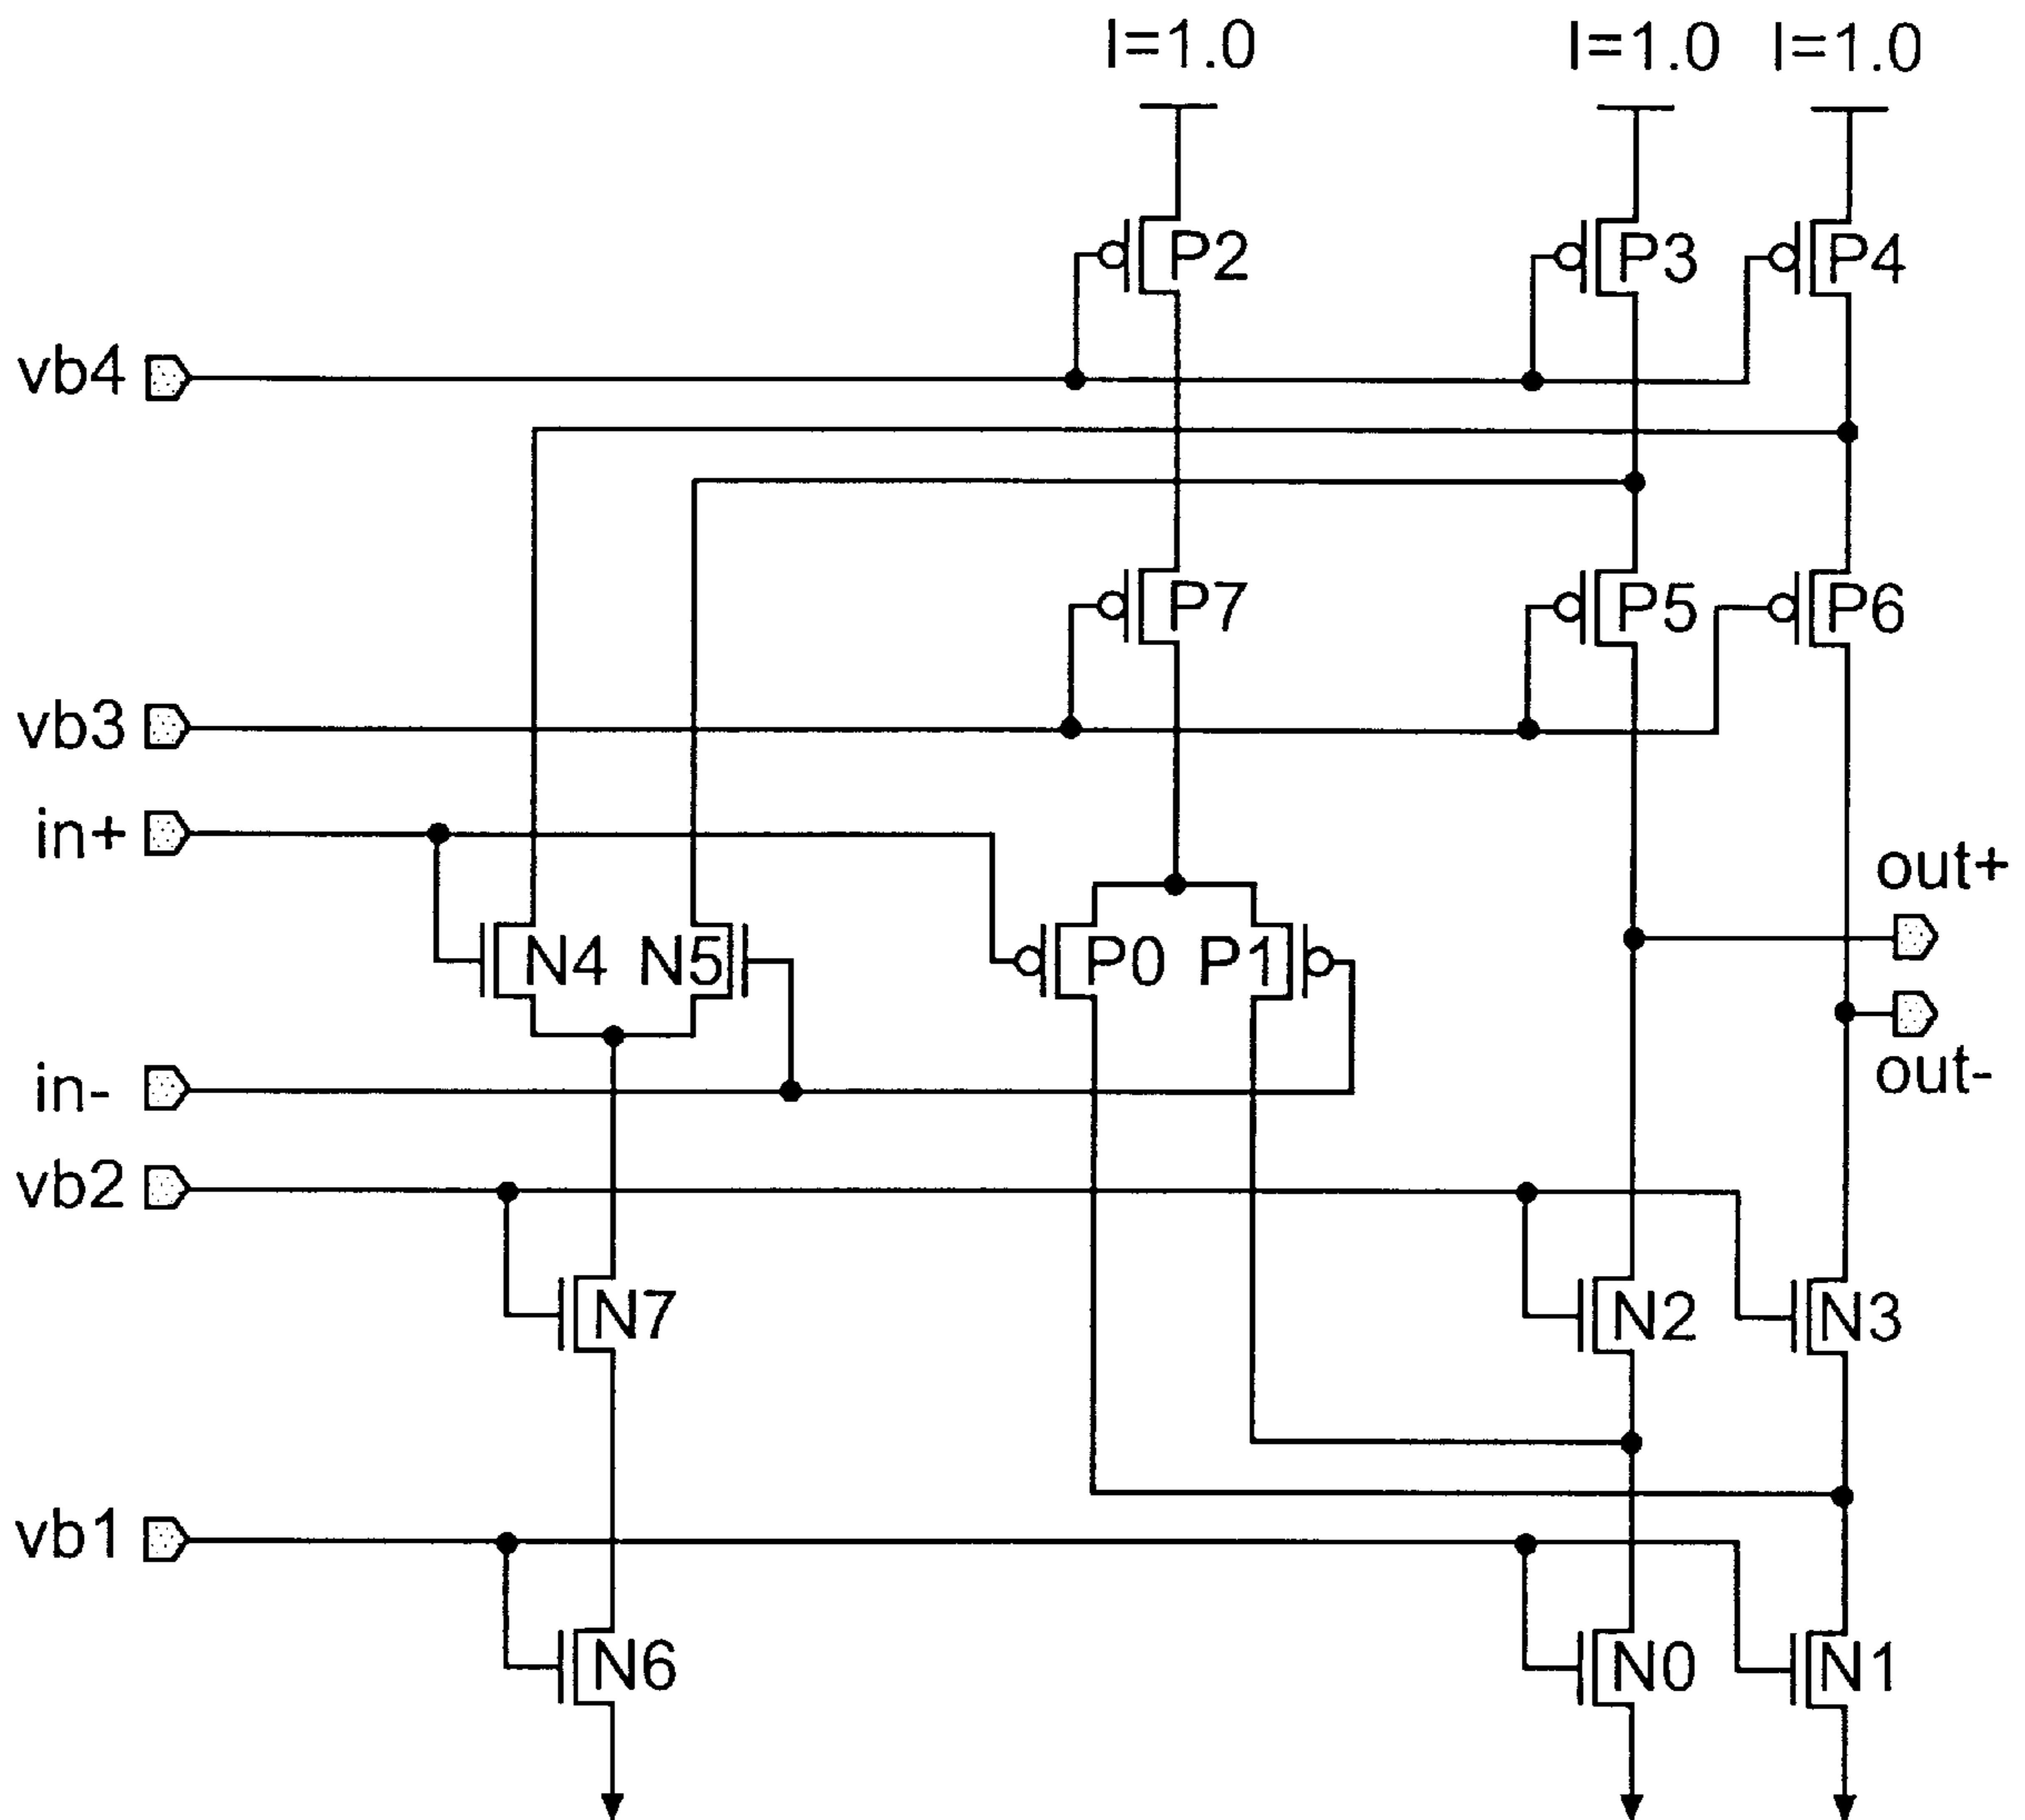 I=1.0 I=1.0 I=1.0
P2 P3 P4
vb4
P7 P5 P6
vb3
in+
out+
N4 N5 P0 P1
out-
in-
vb2
N7 N2 N3
vb1
N6 N0 N1